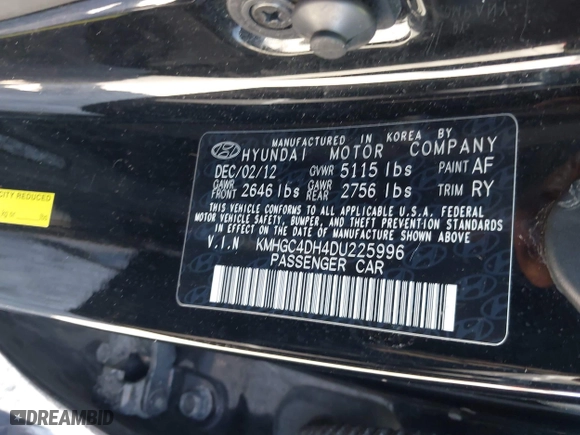 MANUFACTURED IN KOREA BY
HYUNDAI MOTOR COMPANY
DEC/02/12 GVWR 5115 lbs PAINT AF
GAWR FRONT 2646 lbs GAWR REAR 2756 lbs TRIM RY
THIS VEHICLE CONFORMS TO ALL APPLICABLE U.S.A. FEDERAL
MOTOR VEHICLE SAFETY, BUMPER, AND THEFT PREVENTION STANDARDS
IN EFFECT ON THE DATE OF MANUFACTURE SHOWN ABOVE.
V.I.N KMHGC4DH4DU225996
PASSENGER CAR
CITY REDUCED
DREAMBID